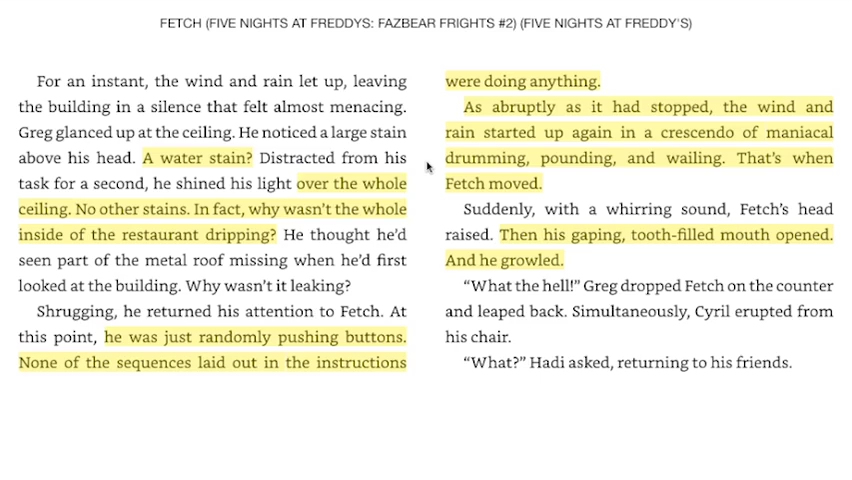 FETCH (FIVE NIGHTS AT FREDDYS: FAZBEAR FRIGHTS #2) (FIVE NIGHTS AT FREDDY'S)
For an instant, the wind and rain let up, leaving
the building in a silence that felt almost menacing.
Greg glanced up at the ceiling. He noticed a large stain
above his head. A water stain? Distracted from his
task for a second, he shined his light over the whole
ceiling. No other stains. In fact, why wasn't the whole
inside of the restaurant dripping? He thought he'd
seen part of the metal roof missing when he'd first
looked at the building. Why wasn't it leaking?
Shrugging, he returned his attention to Fetch. At
this point, he was just randomly pushing buttons.
None of the sequences laid out in the instructions
were doing anything.
As abruptly as it had stopped, the wind and
rain started up again in a crescendo of maniacal
drumming, pounding, and wailing. That's when
Fetch moved.
Suddenly, with a whirring sound, Fetch's head
raised. Then his gaping, tooth-filled mouth opened.
And he growled.
“What the hell!” Greg dropped Fetch on the counter
and leaped back. Simultaneously, Cyril erupted from
his chair.
“What?” Hadi asked, returning to his friends.